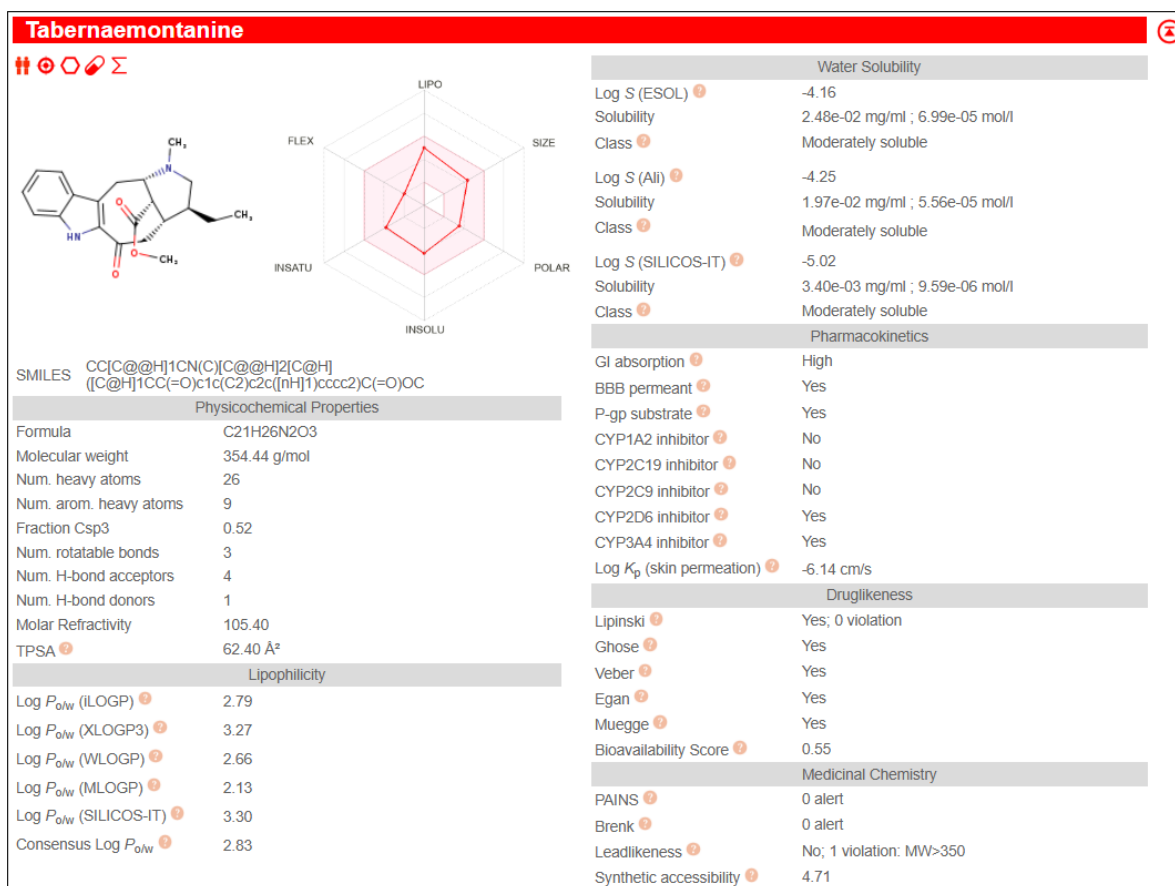 Tabernaemontanine
LIPO
FLEX
SIZE
INSATU
POLAR
INSOLU
CH₃
N
CH₃
O
HN
O
CH₃
O
SMILES CC[C@@H]1CN(C)[C@@H]2[C@H]
([C@H]1CC(=O)c1c(C2)c2c([nH]1)cccc2)C(=O)OC
Physicochemical Properties
Formula C21H26N2O3
Molecular weight 354.44 g/mol
Num. heavy atoms 26
Num. arom. heavy atoms 9
Fraction Csp3 0.52
Num. rotatable bonds 3
Num. H-bond acceptors 4
Num. H-bond donors 1
Molar Refractivity 105.40
TPSA ? 62.40 Å²
Lipophilicity
Log Po/w (iLOGP) ? 2.79
Log Po/w (XLOGP3) ? 3.27
Log Po/w (WLOGP) ? 2.66
Log Po/w (MLOGP) ? 2.13
Log Po/w (SILICOS-IT) ? 3.30
Consensus Log Po/w ? 2.83
Water Solubility
Log S (ESOL) ? -4.16
Solubility 2.48e-02 mg/ml ; 6.99e-05 mol/l
Class ? Moderately soluble
Log S (Ali) ? -4.25
Solubility 1.97e-02 mg/ml ; 5.56e-05 mol/l
Class ? Moderately soluble
Log S (SILICOS-IT) ? -5.02
Solubility 3.40e-03 mg/ml ; 9.59e-06 mol/l
Class ? Moderately soluble
Pharmacokinetics
GI absorption ? High
BBB permeant ? Yes
P-gp substrate ? Yes
CYP1A2 inhibitor ? No
CYP2C19 inhibitor ? No
CYP2C9 inhibitor ? No
CYP2D6 inhibitor ? Yes
CYP3A4 inhibitor ? Yes
Log Kp (skin permeation) ? -6.14 cm/s
Druglikeness
Lipinski ? Yes; 0 violation
Ghose ? Yes
Veber ? Yes
Egan ? Yes
Muegge ? Yes
Bioavailability Score ? 0.55
Medicinal Chemistry
PAINS ? 0 alert
Brenk ? 0 alert
Leadlikeness ? No; 1 violation: MW>350
Synthetic accessibility ? 4.71